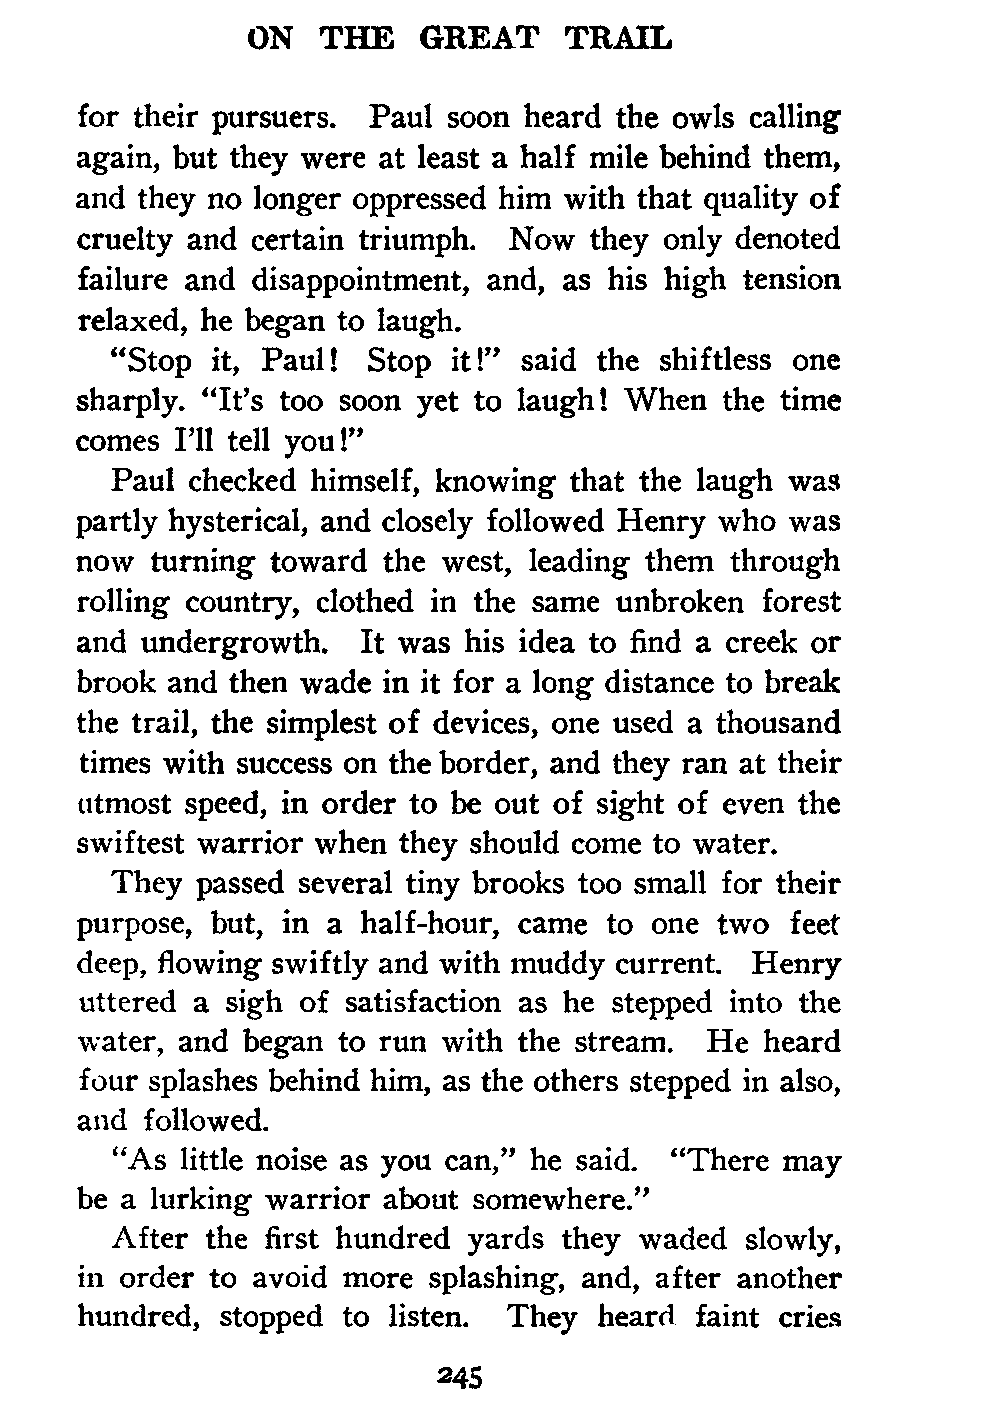 ON THE GREAT TRAIL
for their pursuers. Paul soon heard the owls calling
again, but they were at least a half mile behind them,
and they no longer oppressed him with that quality of
cruelty and certain triumph. Now they only denoted
failure and disappointment, and, as his high tension
relaxed, he began to laugh.
"Stop it, Paul! Stop it!" said the shiftless one
sharply. "It's too soon yet to laugh! When the time
comes I'll tell you!"
Paul checked himself, knowing that the laugh was
partly hysterical, and closely followed Henry who was
now turning toward the west, leading them through
rolling country, clothed in the same unbroken forest
and undergrowth. It was his idea to find a creek or
brook and then wade in it for a long distance to break
the trail, the simplest of devices, one used a thousand
times with success on the border, and they ran at their
utmost speed, in order to be out of sight of even the
swiftest warrior when they should come to water.
They passed several tiny brooks too small for their
purpose, but, in a half-hour, came to one two feet
deep, flowing swiftly and with muddy current. Henry
uttered a sigh of satisfaction as he stepped into the
water, and began to run with the stream. He heard
four splashes behind him, as the others stepped in also,
and followed.
"As little noise as you can," he said. "There may
be a lurking warrior about somewhere."
After the first hundred yards they waded slowly,
in order to avoid more splashing, and, after another
hundred, stopped to listen. They heard faint cries
245